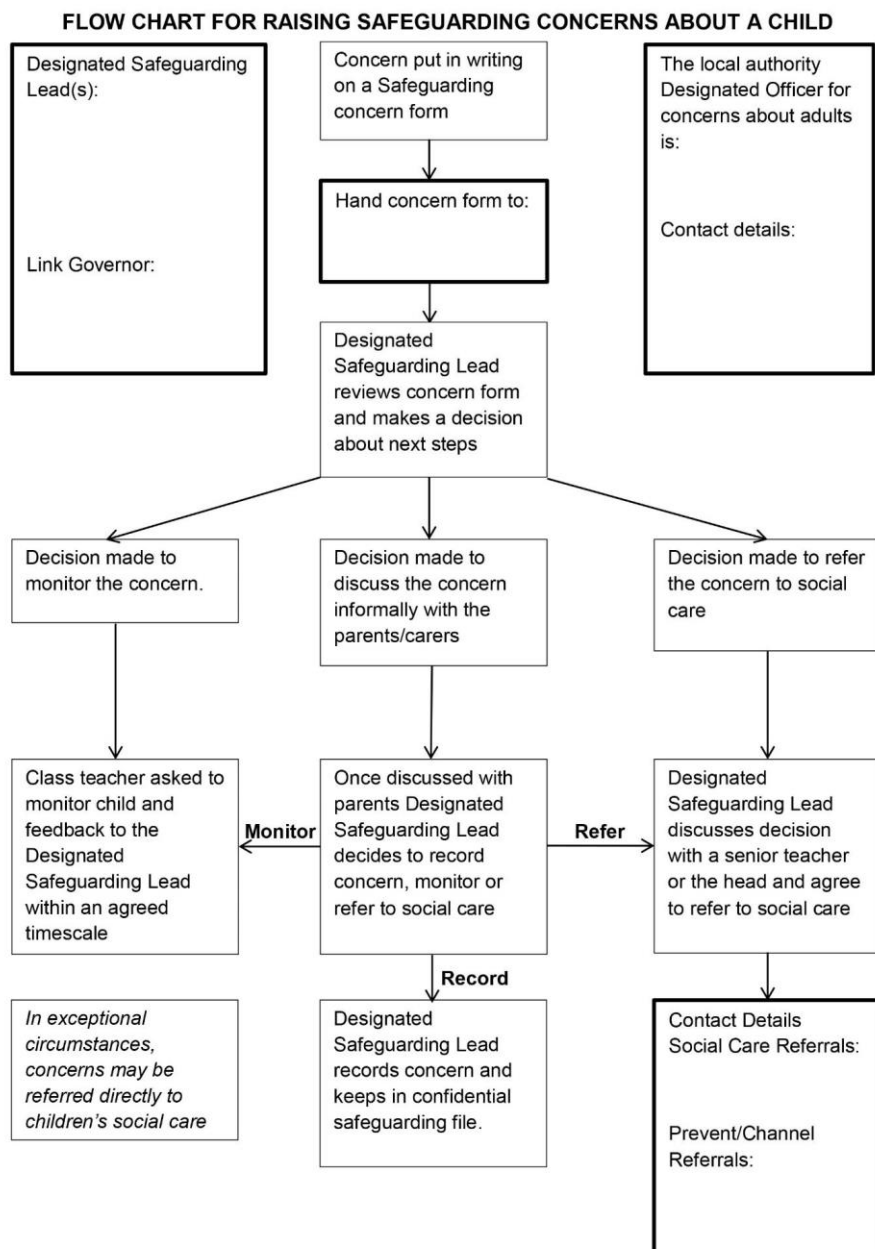 FLOW CHART FOR RAISING SAFEGUARDING CONCERNS ABOUT A CHILD
Designated Safeguarding
Lead(s):
Link Governor:
Concern put in writing
on a Safeguarding
concern form
The local authority
Designated Officer for
concerns about adults
is:
Contact details:
Hand concern form to:
Designated
Safeguarding Lead
reviews concern form
and makes a decision
about next steps
Decision made to
monitor the concern.
Decision made to
discuss the concern
informally with the
parents/carers
Decision made to refer
the concern to social
care
Class teacher asked to
monitor child and
feedback to the
Designated
Safeguarding Lead
within an agreed
timescale
Monitor
Once discussed with
parents Designated
Safeguarding Lead
decides to record
concern, monitor or
refer to social care
Refer
Designated
Safeguarding Lead
discusses decision
with a senior teacher
or the head and agree
to refer to social care
Record
In exceptional
circumstances,
concerns may be
referred directly to
children's social care
Designated
Safeguarding Lead
records concern and
keeps in confidential
safeguarding file.
Contact Details
Social Care Referrals:
Prevent/Channel
Referrals: